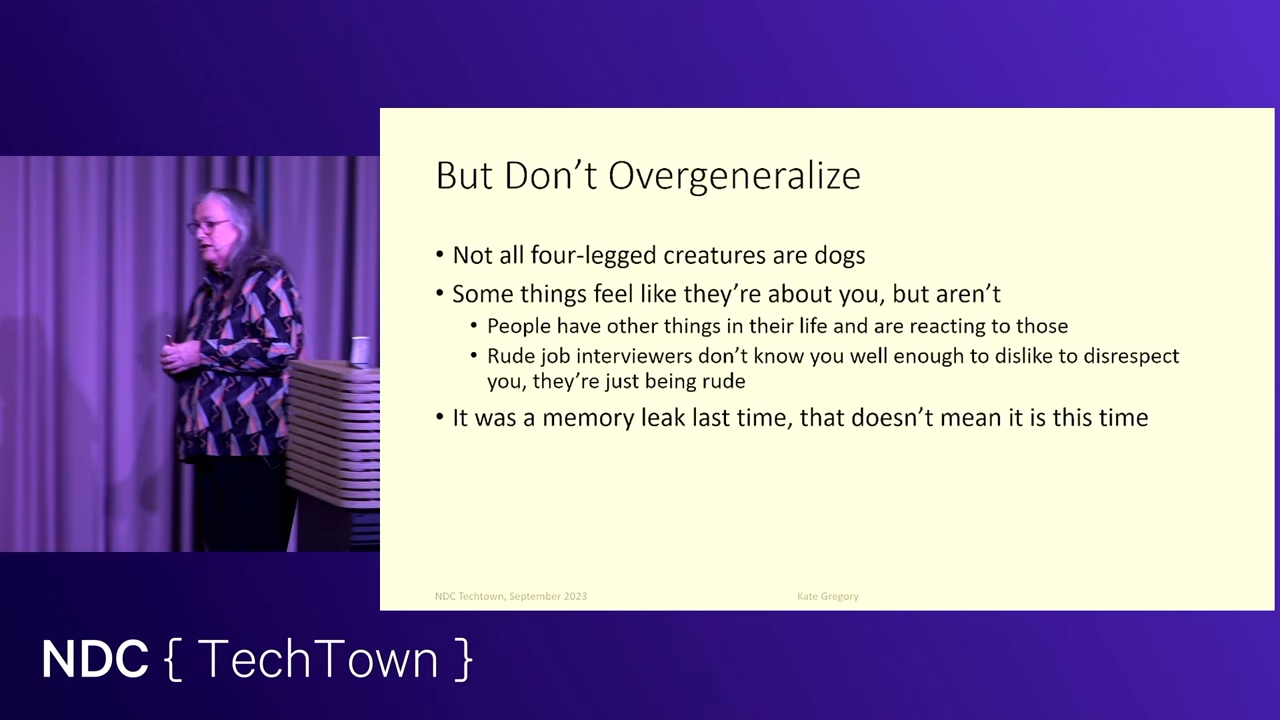 But Don’t Overgeneralize
• Not all four-legged creatures are dogs
• Some things feel like they’re about you, but aren’t
• People have other things in their life and are reacting to those
• Rude job interviewers don’t know you well enough to dislike to disrespect
you, they’re just being rude
• It was a memory leak last time, that doesn’t mean it is this time
NDC Techtown, September 2023 Kate Gregory
NDC { TechTown }